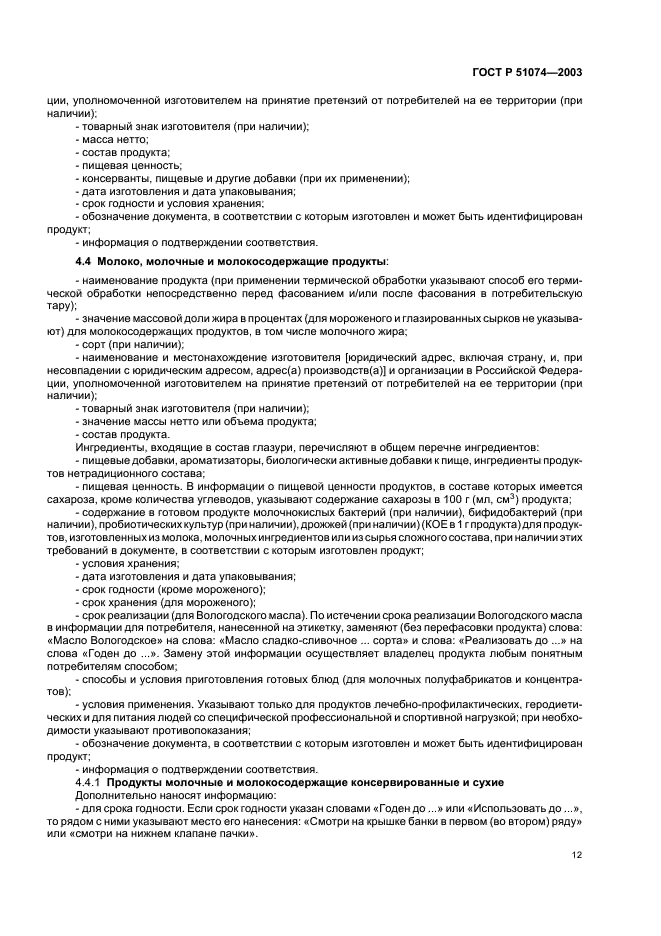 ГОСТ Р 51074—2003
ции, уполномоченной изготовителем на принятие претензий от потребителей на ее территории (при
наличии);
- товарный знак изготовителя (при наличии);
- масса нетто;
- состав продукта;
- пищевая ценность;
- консерванты, пищевые и другие добавки (при их применении);
- дата изготовления и дата упаковывания;
- срок годности и условия хранения;
- обозначение документа, в соответствии с которым изготовлен и может быть идентифицирован
продукт;
- информация о подтверждении соответствия.
4.4 Молоко, молочные и молокосодержащие продукты:
- наименование продукта (при применении термической обработки указывают способ его терми-
ческой обработки непосредственно перед фасованием и/или после фасования в потребительскую
тару);
- значение массовой доли жира в процентах (для мороженого и глазированных сырков не указыва-
ют) для молокосодержащих продуктов, в том числе молочного жира;
- сорт (при наличии);
- наименование и местонахождение изготовителя [юридический адрес, включая страну, и, при
несовпадении с юридическим адресом, адрес(а) производств(а)] и организации в Российской Федера-
ции, уполномоченной изготовителем на принятие претензий от потребителей на ее территории (при
наличии);
- товарный знак изготовителя (при наличии);
- значение массы нетто или объема продукта;
- состав продукта.
Ингредиенты, входящие в состав глазури, перечисляют в общем перечне ингредиентов:
- пищевые добавки, ароматизаторы, биологически активные добавки к пище, ингредиенты продук-
тов нетрадиционного состава;
- пищевая ценность. В информации о пищевой ценности продуктов, в составе которых имеется
сахароза, кроме количества углеводов, указывают содержание сахарозы в 100 г (мл, см³) продукта;
- содержание в готовом продукте молочнокислых бактерий (при наличии), бифидобактерий (при
наличии), пробиотических культур (при наличии), дрожжей (при наличии) (КОЕ в 1 г продукта) для продук-
тов, изготовленных из молока, молочных ингредиентов или из сырья сложного состава, при наличии этих
требований в документе, в соответствии с которым изготовлен продукт;
- условия хранения;
- дата изготовления и дата упаковывания;
- срок годности (кроме мороженого);
- срок хранения (для мороженого);
- срок реализации (для Вологодского масла). По истечении срока реализации Вологодского масла
в информации для потребителя, нанесенной на этикетку, заменяют (без перефасовки продукта) слова:
«Масло Вологодское» на слова: «Масло сладко-сливочное ... сорта» и слова: «Реализовать до ...» на
слова «Годен до ...». Замену этой информации осуществляет владелец продукта любым понятным
потребителям способом;
- способы и условия приготовления готовых блюд (для молочных полуфабрикатов и концентра-
тов);
- условия применения. Указывают только для продуктов лечебно-профилактических, геродиети-
ческих и для питания людей со специфической профессиональной и спортивной нагрузкой; при необхо-
димости указывают противопоказания;
- обозначение документа, в соответствии с которым изготовлен и может быть идентифицирован
продукт;
- информация о подтверждении соответствия.
4.4.1 Продукты молочные и молокосодержащие консервированные и сухие
Дополнительно наносят информацию:
- для срока годности. Если срок годности указан словами «Годен до ...» или «Использовать до ...»,
то рядом с ними указывают место его нанесения: «Смотри на крышке банки в первом (во втором) ряду»
или «смотри на нижнем клапане пачки».
12